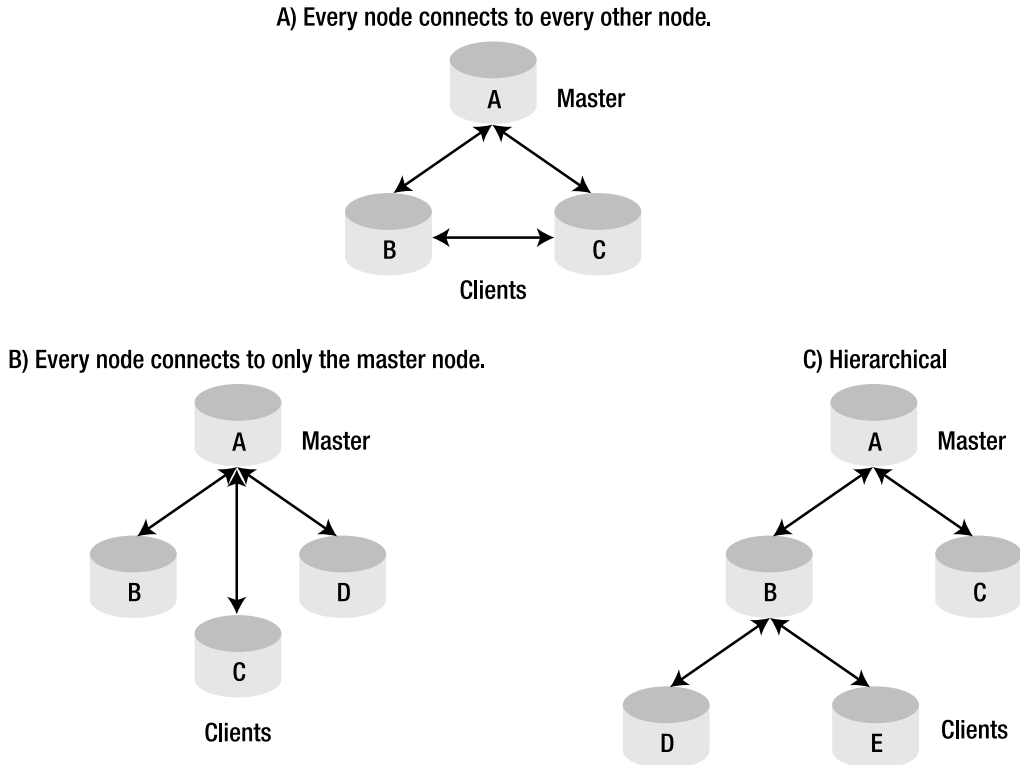 A) Every node connects to every other node.
A
Master
B
C
Clients
B) Every node connects to only the master node.
A
Master
B
D
C
Clients
C) Hierarchical
A
Master
B
C
D
E
Clients